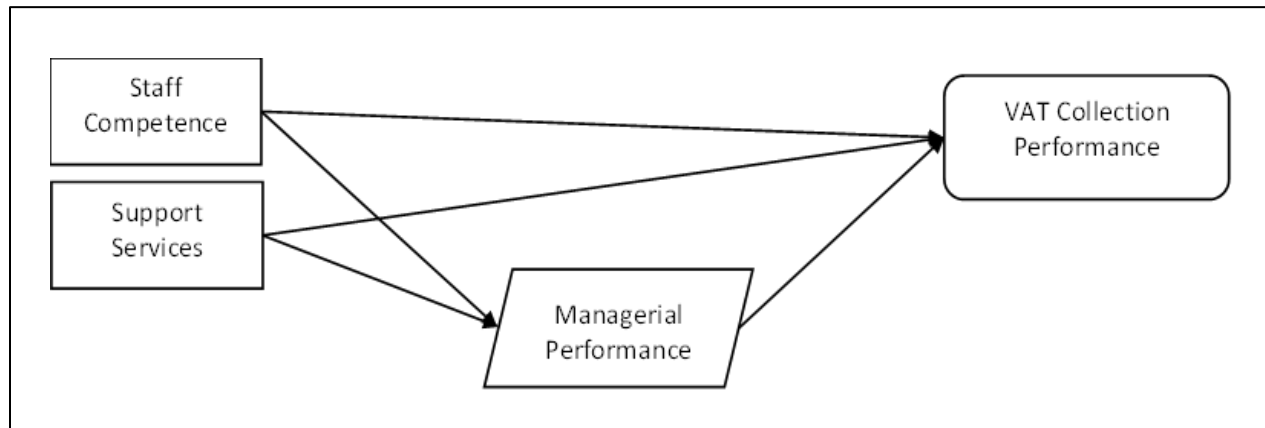 Staff
Competence
Support
Services
VAT Collection
Performance
Managerial
Performance